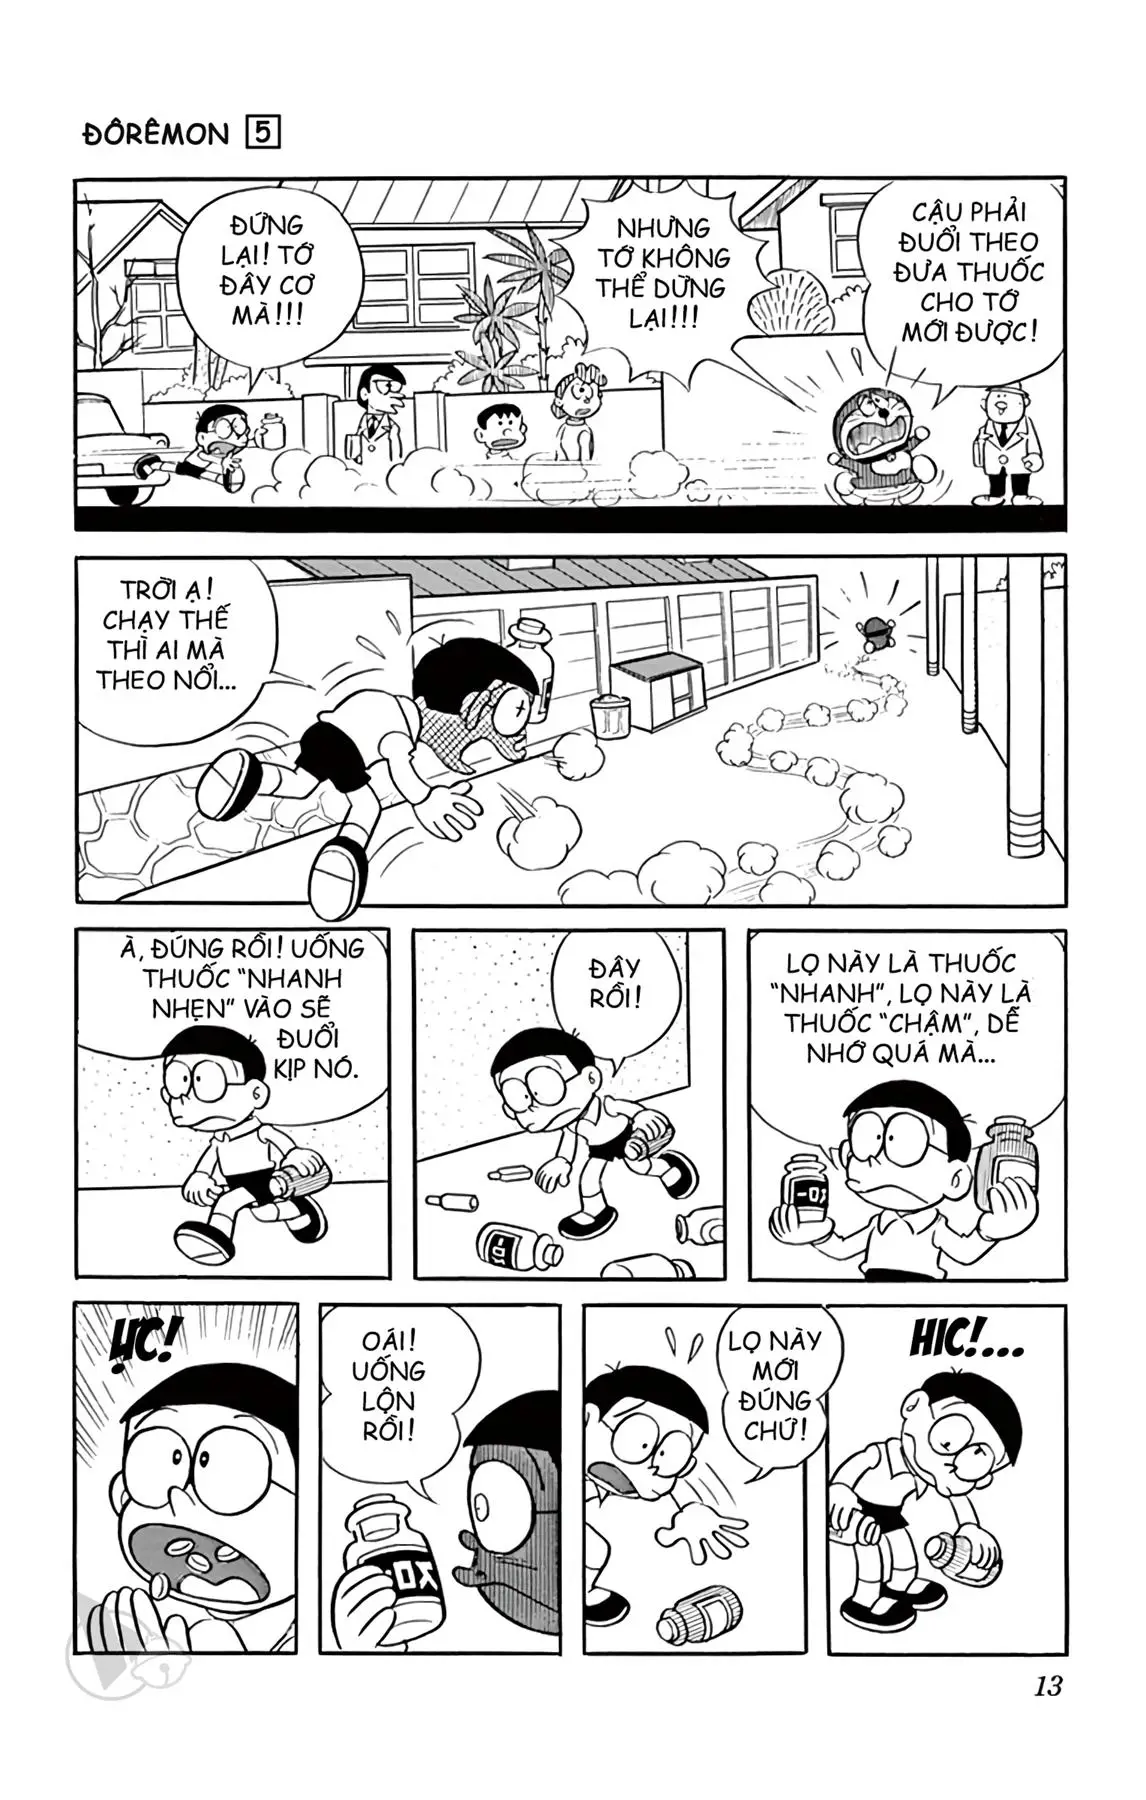 ĐÔRÊMON 5
ĐỨNG
LẠI! TỚ
ĐÂY CƠ
MÀ!!!
NHƯNG
TỚ KHÔNG
THỂ DỪNG
LẠI!!!
CẬU PHẢI
ĐUỔI THEO
ĐƯA THUỐC
CHO TỚ
MỚI ĐƯỢC!
TRỜI Ạ!
CHẠY THẾ
THÌ AI MÀ
THEO NỔI...
À, ĐÚNG RỒI! UỐNG
THUỐC “NHANH
NHẸN” VÀO SẼ
ĐUỔI
KỊP NÓ.
ĐÂY
RỒI!
LỌ NÀY LÀ THUỐC
“NHANH”, LỌ NÀY LÀ
THUỐC “CHẬM”, DỄ
NHỚ QUÁ MÀ...
ỰC!
OÁI!
UỐNG
LỘN
RỒI!
LỌ NÀY
MỚI
ĐÚNG
CHỨ!
HIC!....
13